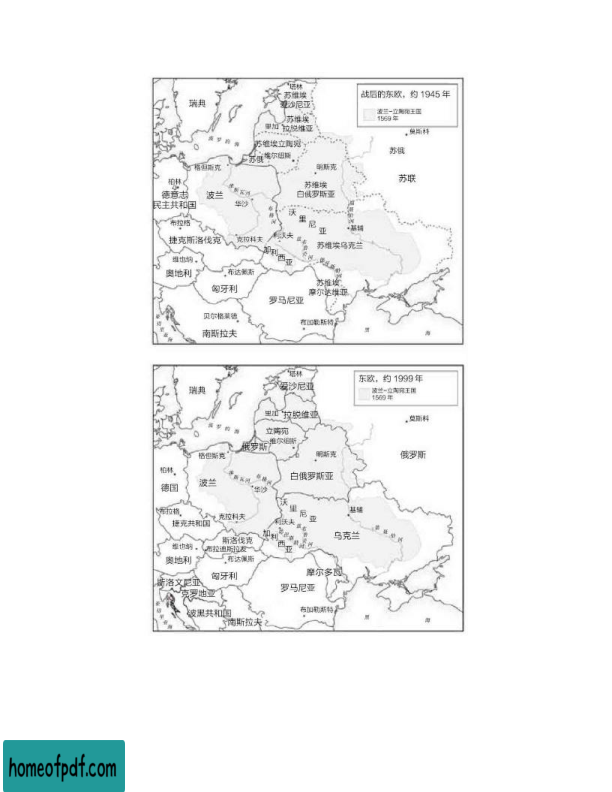 战后的东欧，约 1945 年
波兰-立陶宛王国
1569 年
塔林
瑞典
苏维埃
爱沙尼亚
里加
苏维埃
拉脱维亚
莫斯科
苏俄
苏维埃立陶宛
维尔纽斯
苏俄
苏联
格但斯克
明斯克
苏维埃
白俄罗斯亚
柏林
德意志
民主共和国
波兰
华沙
沃
里
尼
亚
基辅
布拉格
捷克斯洛伐克
克拉科夫
利沃夫
苏维埃乌克兰
加
利
西
亚
维也纳
奥地利
布达佩斯
匈牙利
苏维埃
摩尔达维亚
罗马尼亚
贝尔格莱德
布加勒斯特
南斯拉夫
黑
海
东欧，约 1999 年
波兰-立陶宛王国
1569 年
塔林
爱沙尼亚
瑞典
里加
拉脱维亚
莫斯科
立陶宛
维尔纽斯
俄罗斯
俄罗斯
格但斯克
明斯克
柏林
白俄罗斯亚
德国
波兰
华沙
沃
里
尼
亚
基辅
布拉格
捷克共和国
克拉科夫
利沃夫
乌克兰
加
利
西
亚
斯洛伐克
布拉迪斯拉发
维也纳
奥地利
布达佩斯
匈牙利
摩尔多瓦
斯洛文尼亚
克罗地亚
罗马尼亚
波黑共和国
布加勒斯特
南斯拉夫
黑
海
homeofpdf.com